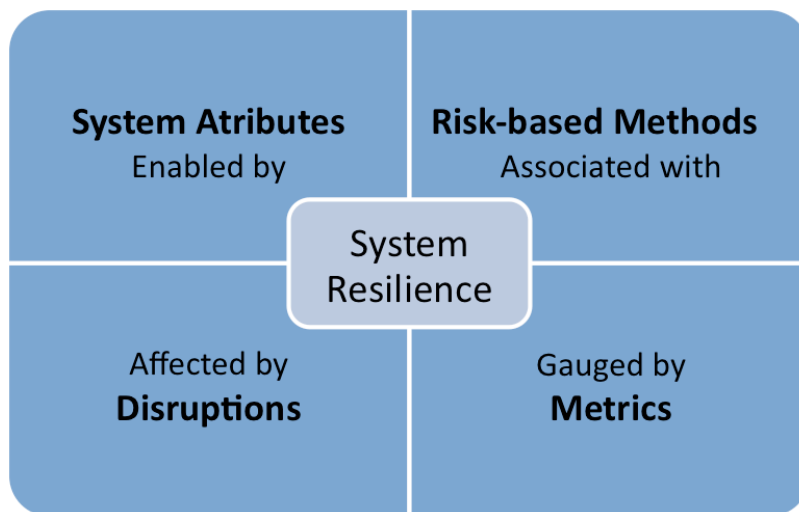 System Atributes
Enabled by
Risk-based Methods
Associated with
System
Resilience
Affected by
Disruptions
Gauged by
Metrics